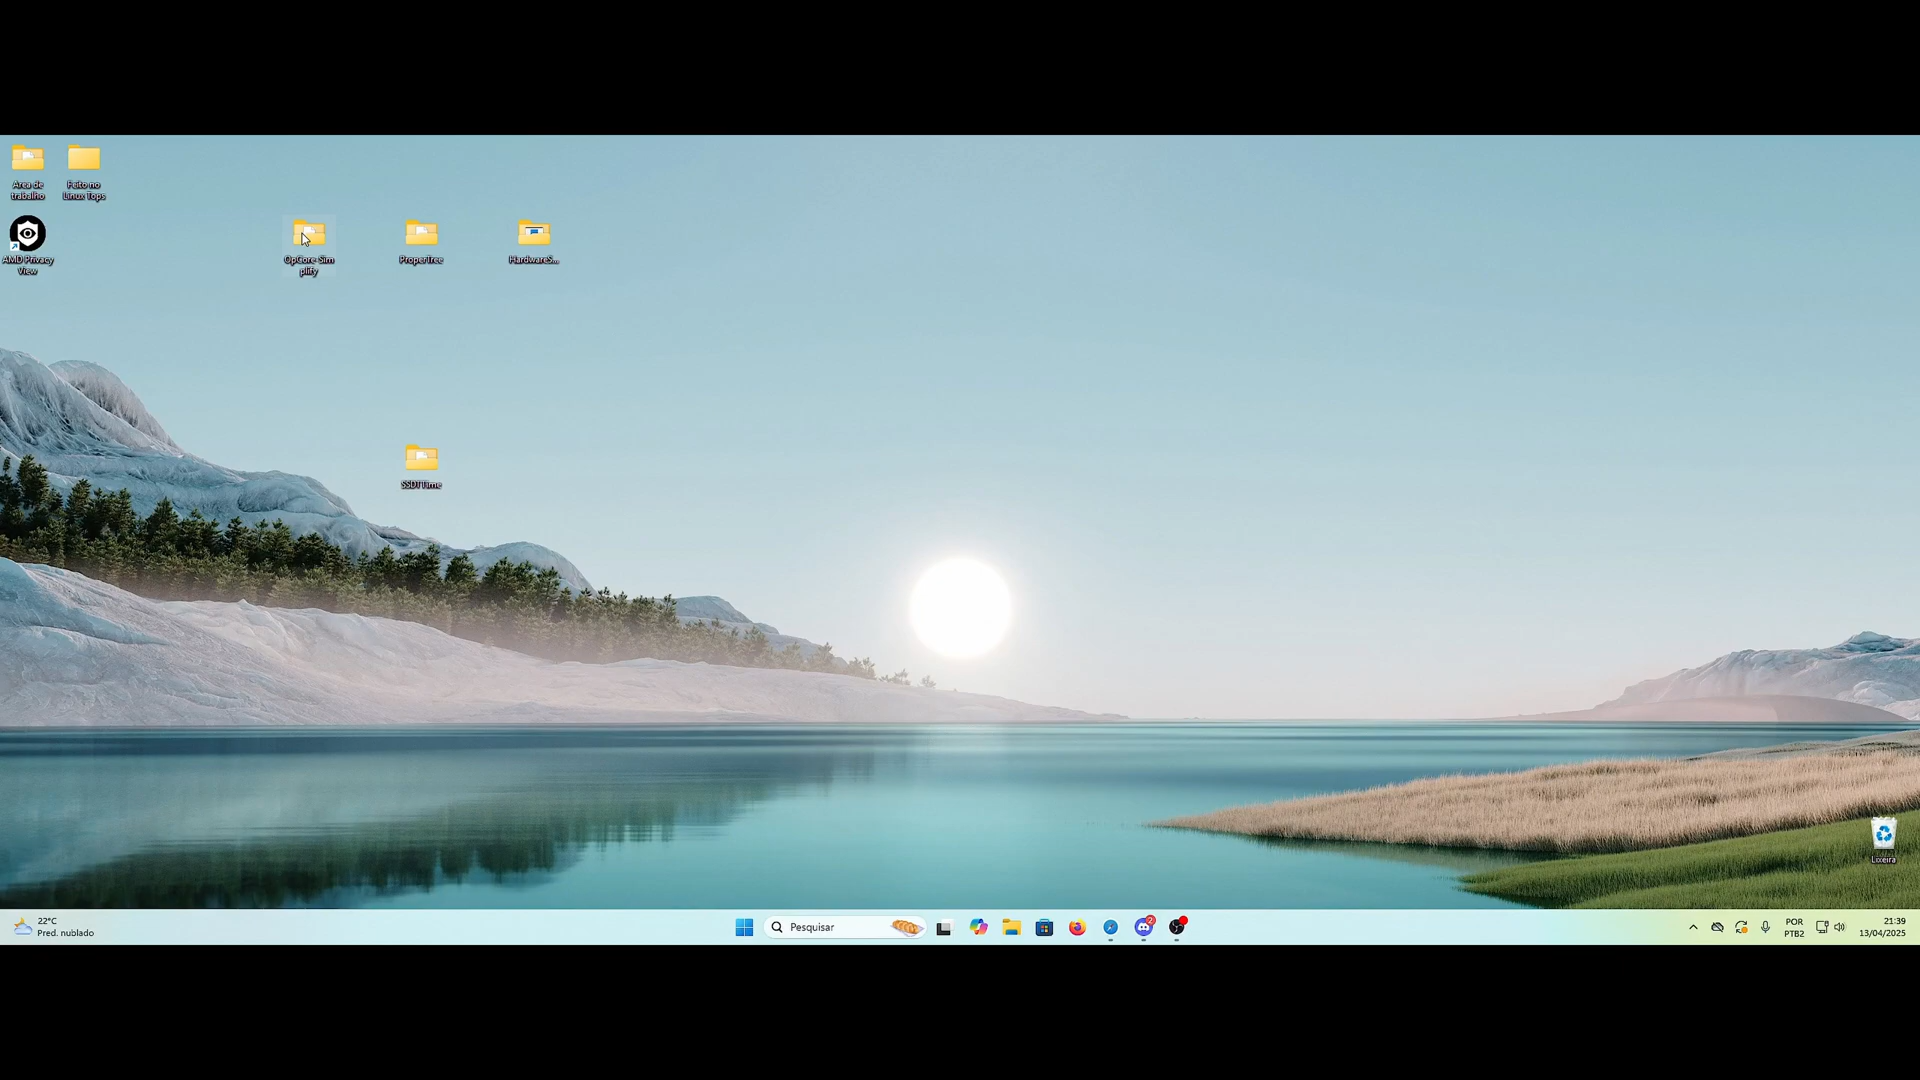 Área de
trabalho
Feito no
Linux Tops
AMD Privacy
View
OpCore Sim
plify
ProperTree
HardwareS...
SSDTTime
Lixeira
22°C
Pred. nublado
Pesquisar
2
POR
PTB2
21:39
13/04/2025